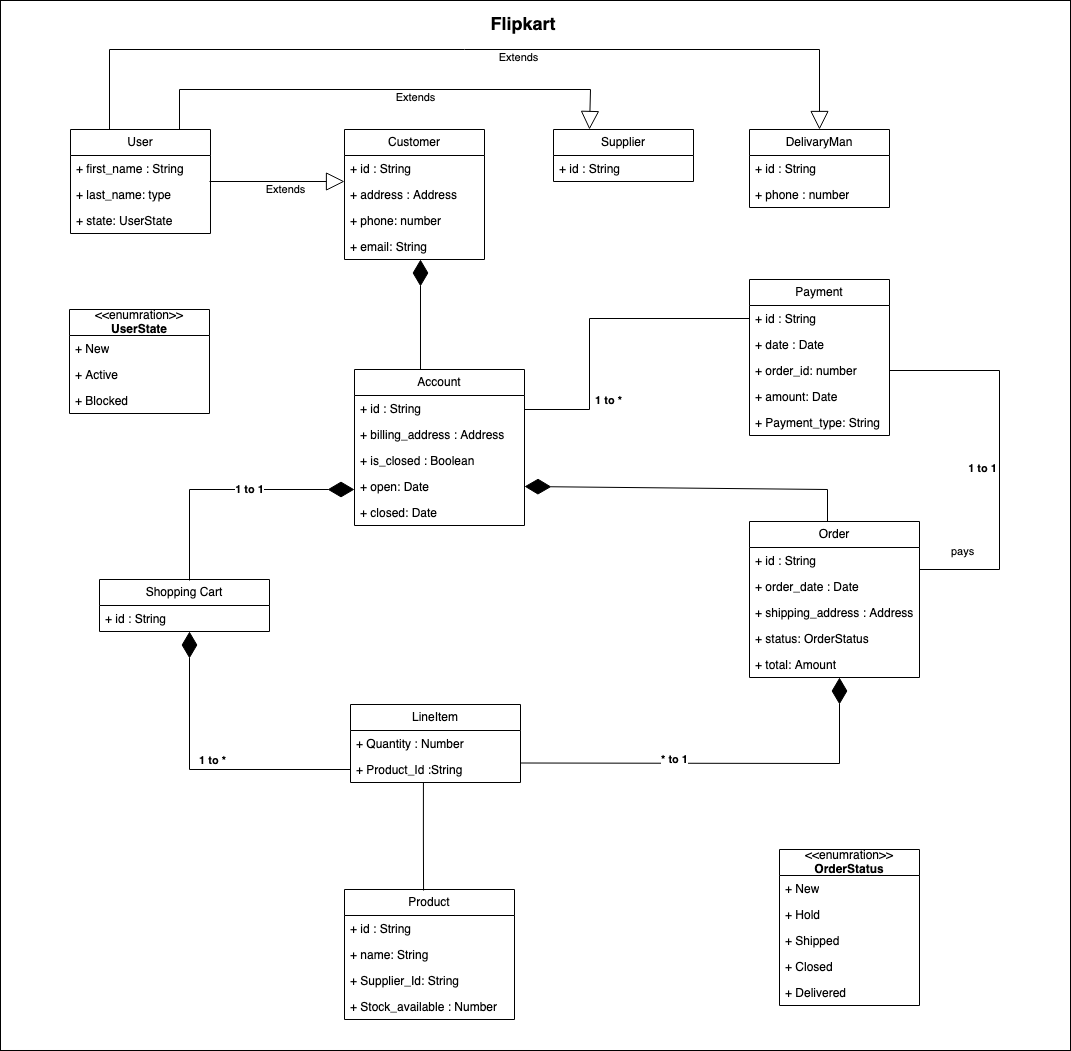 Flipkart
Extends
Extends
User
+ first_name : String
+ last_name: type
+ state: UserState
Extends
Customer
+ id : String
+ address : Address
+ phone: number
+ email: String
Supplier
+ id : String
DelivaryMan
+ id : String
+ phone : number
<<enumration>>
UserState
+ New
+ Active
+ Blocked
Account
+ id : String
+ billing_address : Address
+ is_closed : Boolean
+ open: Date
+ closed: Date
1 to *
Payment
+ id : String
+ date : Date
+ order_id: number
+ amount: Date
+ Payment_type: String
1 to 1
1 to 1
pays
Order
+ id : String
+ order_date : Date
+ shipping_address : Address
+ status: OrderStatus
+ total: Amount
Shopping Cart
+ id : String
1 to *
LineItem
+ Quantity : Number
+ Product_Id :String
* to 1
Product
+ id : String
+ name: String
+ Supplier_Id: String
+ Stock_available : Number
<<enumration>>
OrderStatus
+ New
+ Hold
+ Shipped
+ Closed
+ Delivered